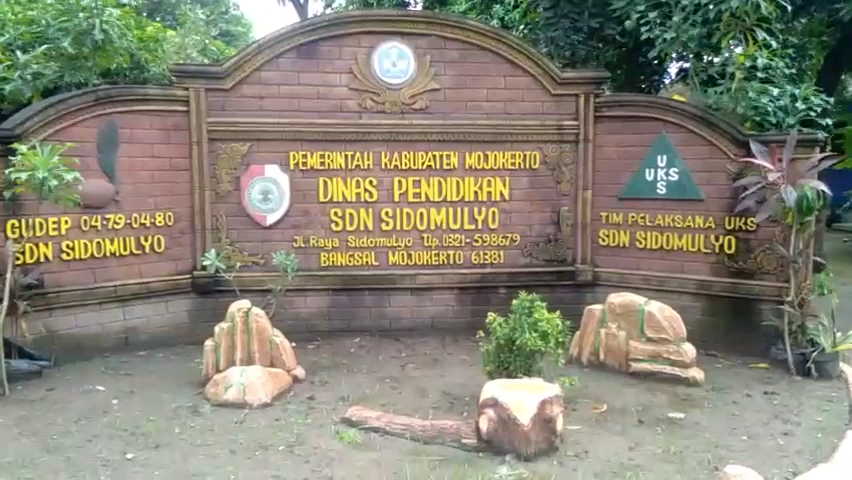 PEMERINTAH KABUPATEN MOJOKERTO
DINAS PENDIDIKAN
SDN SIDOMULYO
JL. Raya Sidomulyo Tlp.0321-598679
BANGSAL MOJOKERTO 61381
GUDEP 04-79-04-80
SDN SIDOMULYO
U
UKS
S
TIM PELAKSANA UKS
SDN SIDOMULYO